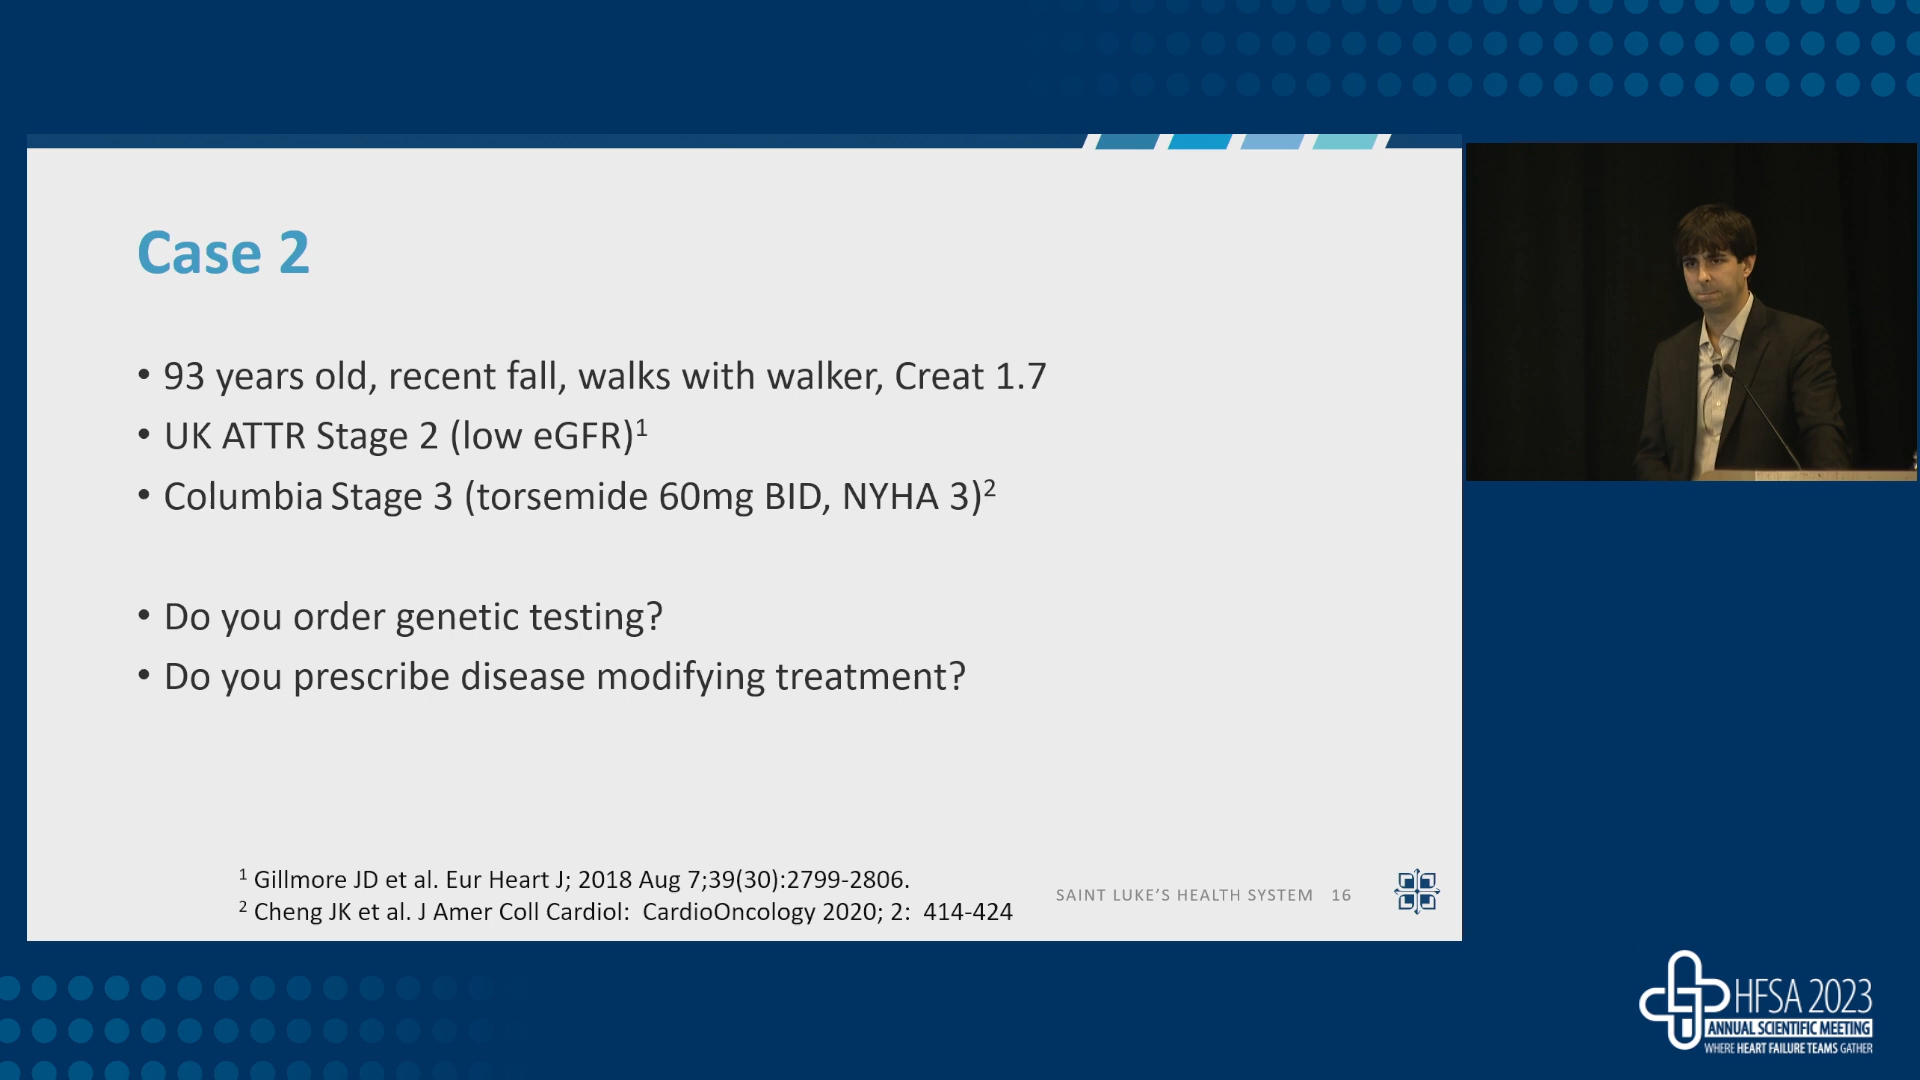 Case 2
• 93 years old, recent fall, walks with walker, Creat 1.7
• UK ATTR Stage 2 (low eGFR)¹
• Columbia Stage 3 (torsemide 60mg BID, NYHA 3)²
• Do you order genetic testing?
• Do you prescribe disease modifying treatment?
¹ Gillmore JD et al. Eur Heart J; 2018 Aug 7;39(30):2799-2806.
² Cheng JK et al. J Amer Coll Cardiol: CardioOncology 2020; 2: 414-424
SAINT LUKE'S HEALTH SYSTEM 16
HFSA 2023
ANNUAL SCIENTIFIC MEETING
WHERE HEART FAILURE TEAMS GATHER